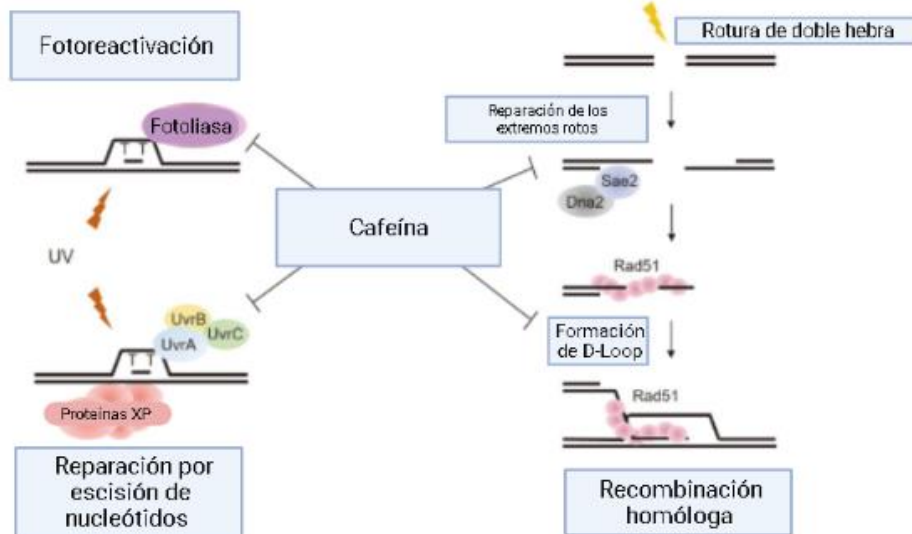 Fotoreactivación
Fotoliasa
UV
UvrB
UvrC
UvrA
Proteínas XP
Reparación por
escisión de
nucleótidos
Cafeína
Rotura de doble hebra
Reparación de los
extremos rotos
Sae2
Dna2
Rad51
Formación
de D-Loop
Rad51
Recombinación
homóloga